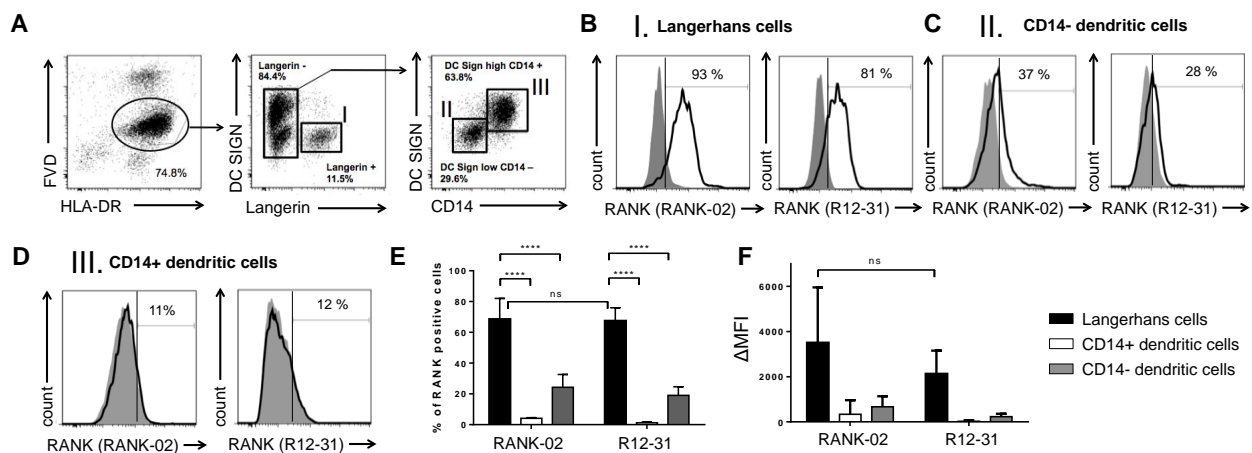 A
FVD
74.8%
HLA-DR
DC SIGN
Langerin -
84.4%
I
Langerin +
11.5%
Langerin
DC SIGN
DC Sign high CD14 +
63.8%
III
II
DC Sign low CD14 –
29.6%
CD14
B
I. Langerhans cells
count
93 %
RANK (RANK-02)
count
81 %
RANK (R12-31)
C
II. CD14- dendritic cells
count
37 %
RANK (RANK-02)
count
28 %
RANK (R12-31)
D
III. CD14+ dendritic cells
count
11%
RANK (RANK-02)
count
12 %
RANK (R12-31)
E
% of RANK positive cells
100
80
60
40
20
0
****
****
ns
****
****
RANK-02
R12-31
F
ΔMFI
6000
4000
2000
0
ns
RANK-02
R12-31
Langerhans cells
CD14+ dendritic cells
CD14- dendritic cells